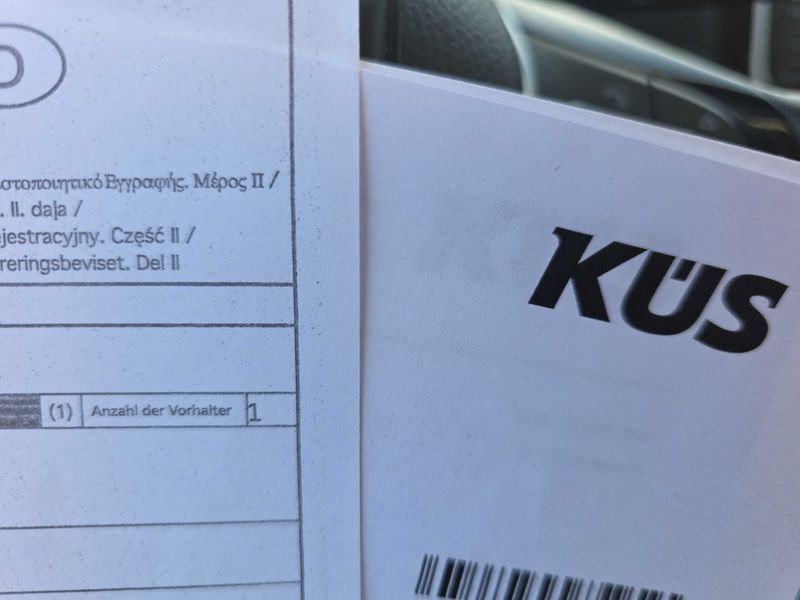 D
στοποιητικό Εγγραφής. Μέρος II /
. II. daļa /
ejestracyjny. Część II /
reringsbeviset. Del II
(1) Anzahl der Vorhalter 1
KÜS